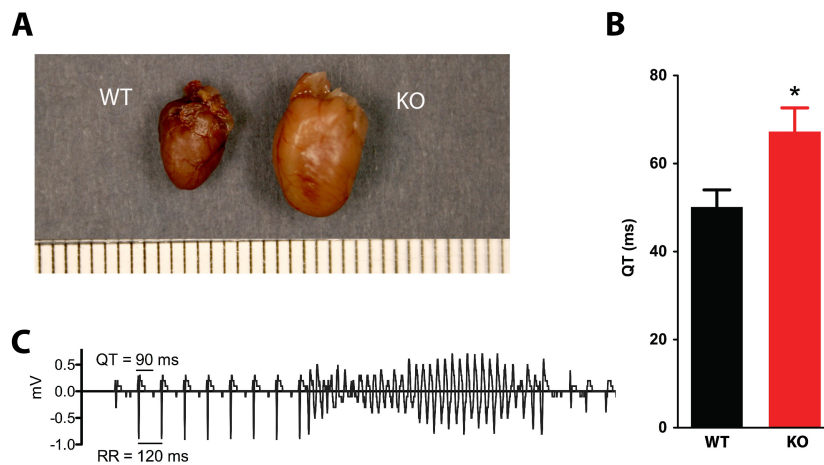 A
WT
KO
B
80
*
60
40
20
0
QT (ms)
WT
KO
C
QT = 90 ms
0.5
0.0
-0.5
-1.0
mV
RR = 120 ms